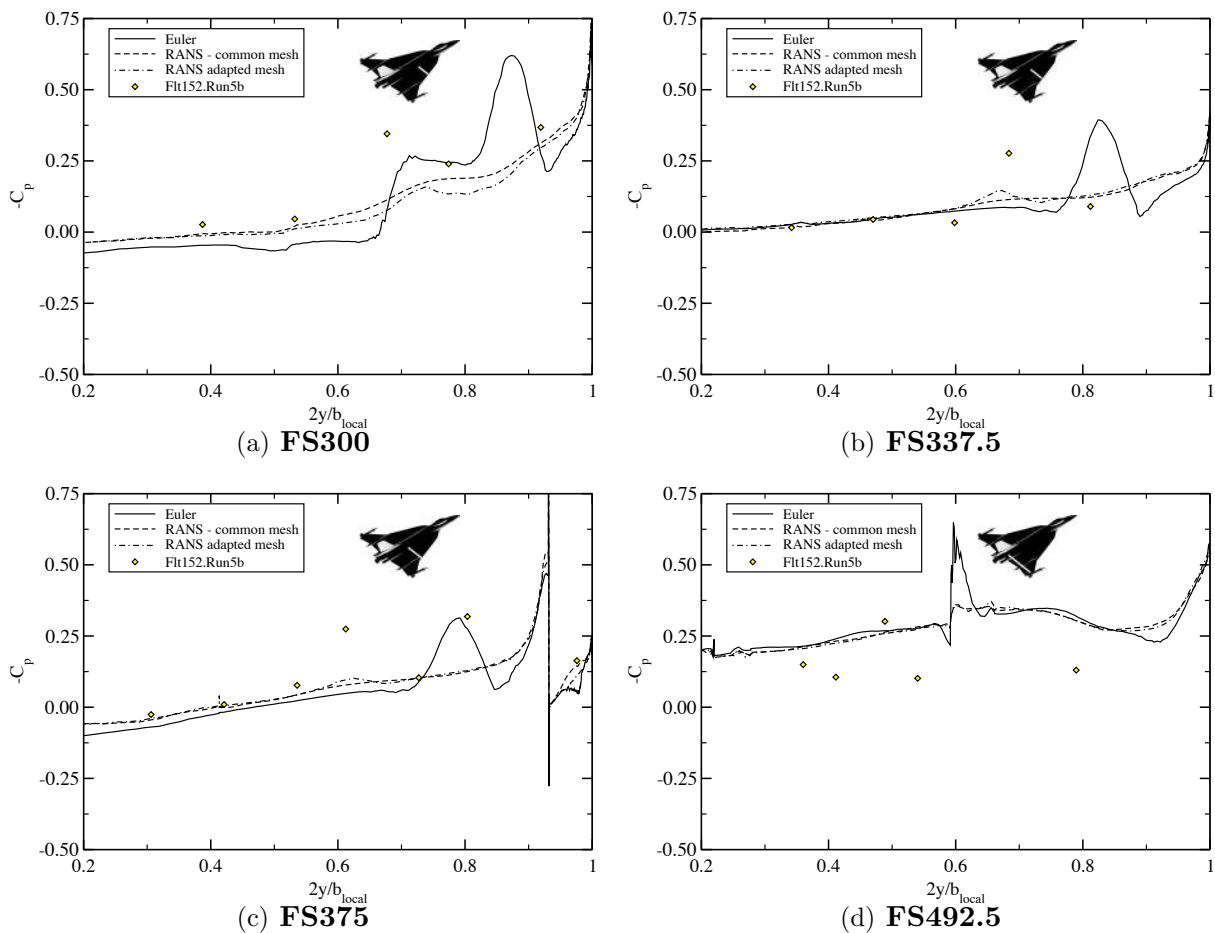 0.75
0.50
0.25
0.00
-0.25
-0.50
-C_p
Euler
RANS - common mesh
RANS adapted mesh
Flt152.Run5b
0.2 0.4 0.6 0.8 1
2y/b_local
(a) FS300
0.75
0.50
0.25
0.00
-0.25
-0.50
-C_p
Euler
RANS - common mesh
RANS adapted mesh
Flt152.Run5b
0.2 0.4 0.6 0.8 1
2y/b_local
(b) FS337.5
0.75
0.50
0.25
0.00
-0.25
-0.50
-C_p
Euler
RANS - common mesh
RANS adapted mesh
Flt152.Run5b
0.2 0.4 0.6 0.8 1
2y/b_local
(c) FS375
0.75
0.50
0.25
0.00
-0.25
-0.50
-C_p
Euler
RANS - common mesh
RANS adapted mesh
Flt152.Run5b
0.2 0.4 0.6 0.8 1
2y/b_local
(d) FS492.5